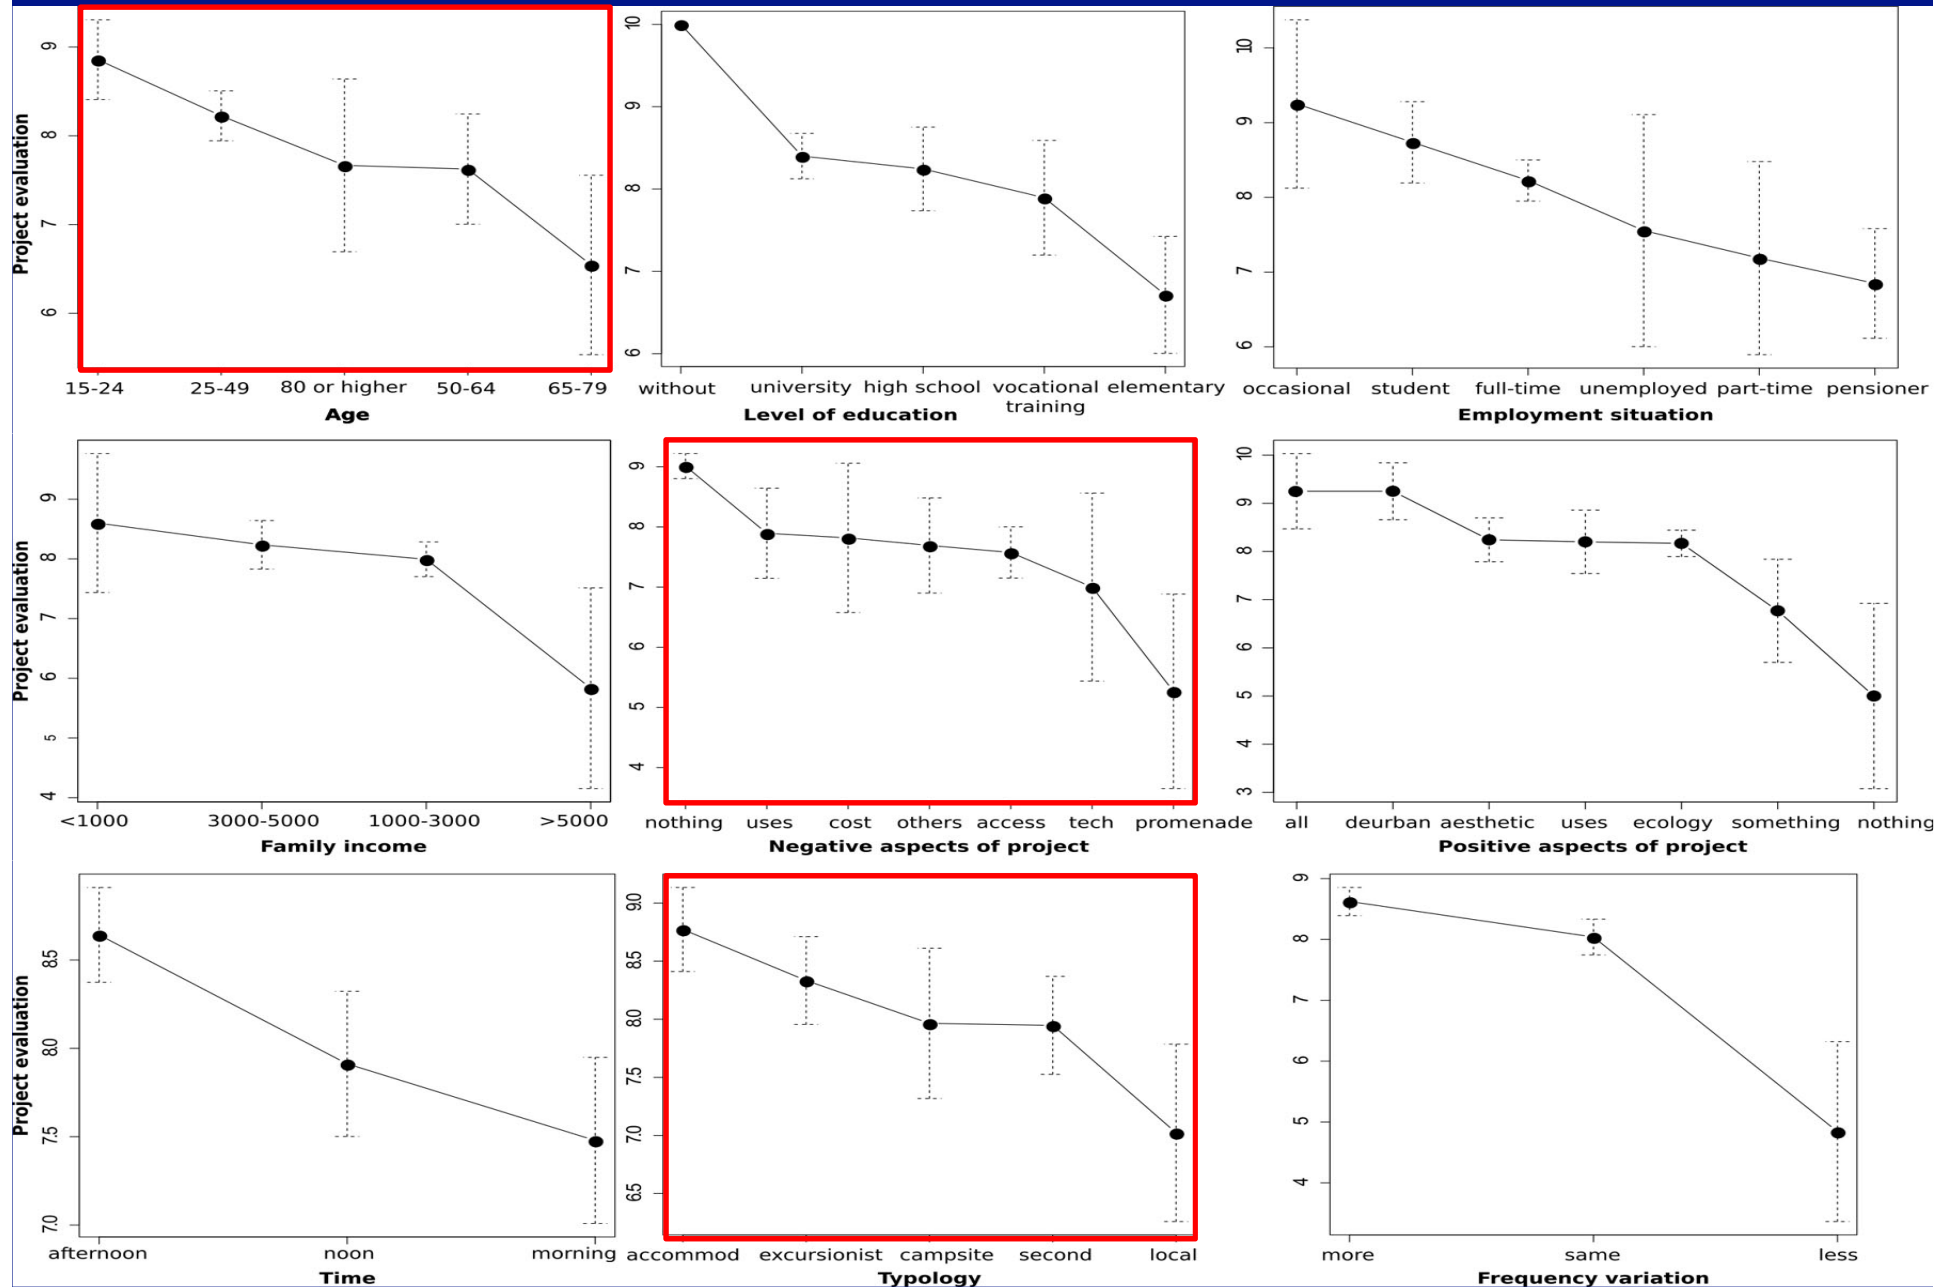 Project evaluation
9
8
7
6
15-24 25-49 80 or higher 50-64 65-79
Age
10
9
8
7
6
without university high school vocational training elementary
Level of education
10
9
8
7
6
occasional student full-time unemployed part-time pensioner
Employment situation
Project evaluation
9
8
7
6
5
4
<1000 3000-5000 1000-3000 >5000
Family income
9
8
7
6
5
4
nothing uses cost others access tech promenade
Negative aspects of project
10
9
8
7
6
5
4
3
all deurban aesthetic uses ecology something nothing
Positive aspects of project
Project evaluation
8.5
8.0
7.5
7.0
afternoon noon morning
Time
9.0
8.5
8.0
7.5
7.0
6.5
accommod excursionist campsite second local
Typology
9
8
7
6
5
4
more same less
Frequency variation